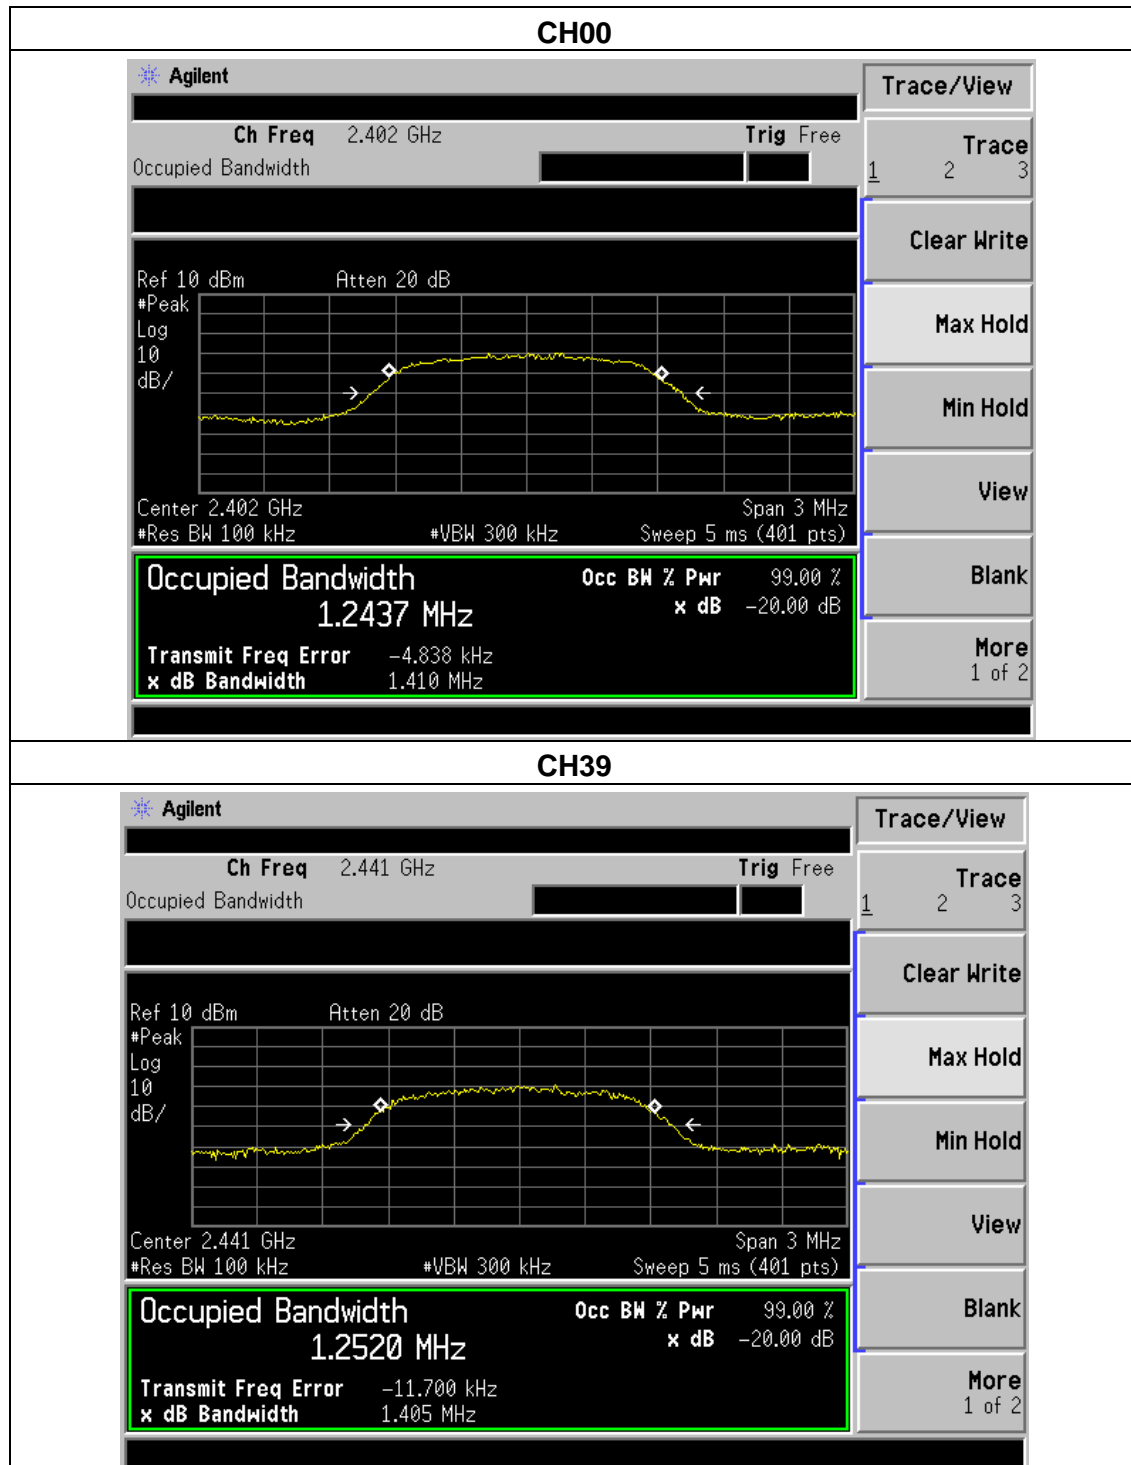 CH00
Agilent
Trace/View
Ch Freq 2.402 GHz Trig Free
Occupied Bandwidth
Trace
1 2 3
Clear Write
Max Hold
Min Hold
View
Blank
More
1 of 2
Ref 10 dBm Atten 20 dB
#Peak
Log
10
dB/
Center 2.402 GHz Span 3 MHz
#Res BW 100 kHz #VBW 300 kHz Sweep 5 ms (401 pts)
Occupied Bandwidth Occ BW % Pwr 99.00 %
1.2437 MHz x dB -20.00 dB
Transmit Freq Error -4.838 kHz
x dB Bandwidth 1.410 MHz
CH39
Agilent
Trace/View
Ch Freq 2.441 GHz Trig Free
Occupied Bandwidth
Trace
1 2 3
Clear Write
Max Hold
Min Hold
View
Blank
More
1 of 2
Ref 10 dBm Atten 20 dB
#Peak
Log
10
dB/
Center 2.441 GHz Span 3 MHz
#Res BW 100 kHz #VBW 300 kHz Sweep 5 ms (401 pts)
Occupied Bandwidth Occ BW % Pwr 99.00 %
1.2520 MHz x dB -20.00 dB
Transmit Freq Error -11.700 kHz
x dB Bandwidth 1.405 MHz